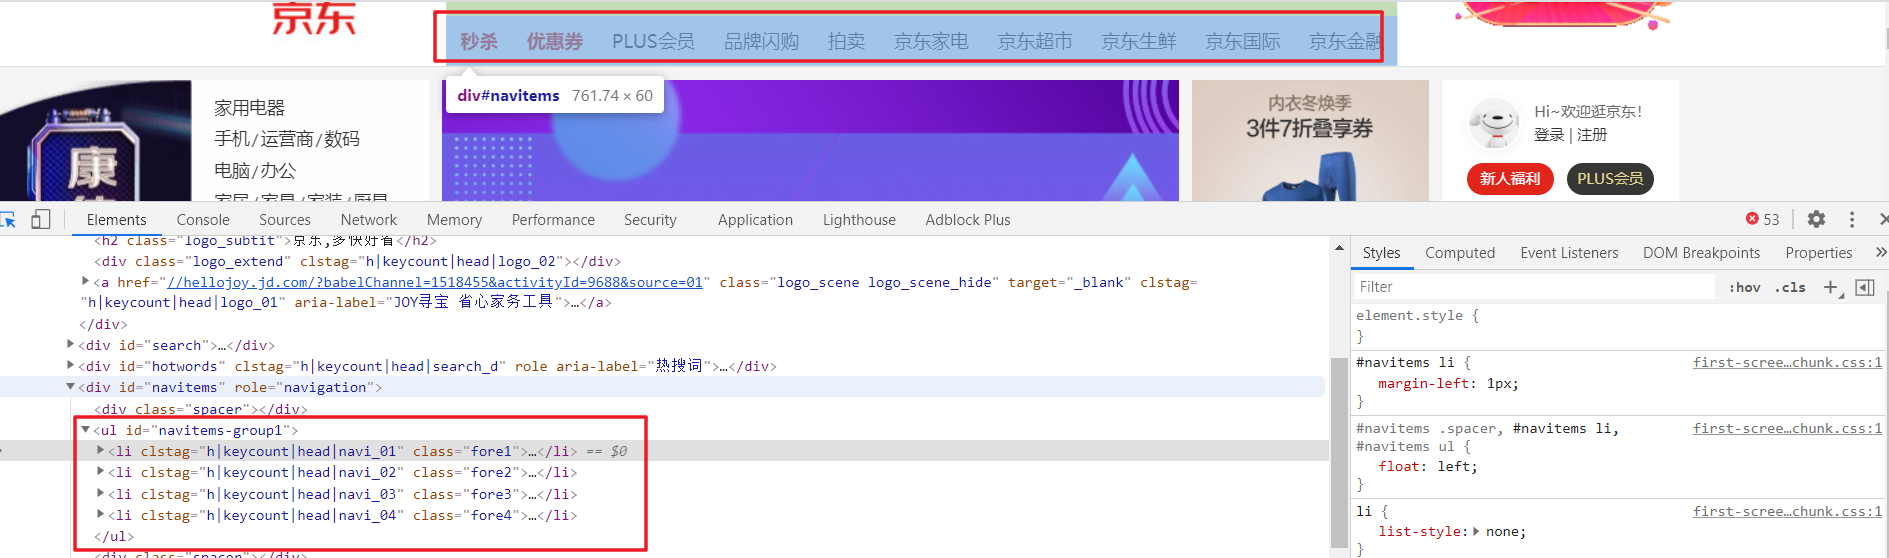 京东
秒杀 优惠券 PLUS会员 品牌闪购 拍卖 京东家电 京东超市 京东生鲜 京东国际 京东金融
div#navitems 761.74 × 60
家用电器
手机/运营商/数码
电脑/办公
家居/家具/家装/厨具
康
内衣冬焕季
3件7折叠享券
Hi~欢迎逛京东!
登录 | 注册
新人福利 PLUS会员
Elements Console Sources Network Memory Performance Security Application Lighthouse Adblock Plus 53
<h2 class="logo_subtit">京东,多快好省</h2>
<div class="logo_extend" clstag="h|keycount|head|logo_02"></div>
<a href="//hellojoy.jd.com/?babelChannel=1518455&activityId=9688&source=01" class="logo_scene logo_scene_hide" target="_blank" clstag=
"h|keycount|head|logo_01" aria-label="JOY寻宝 省心家务工具">…</a>
</div>
<div id="search">…</div>
<div id="hotwords" clstag="h|keycount|head|search_d" role aria-label="热搜词">…</div>
<div id="navitems" role="navigation">
<div class="spacer"></div>
<ul id="navitems-group1">
<li clstag="h|keycount|head|navi_01" class="fore1">…</li> == $0
<li clstag="h|keycount|head|navi_02" class="fore2">…</li>
<li clstag="h|keycount|head|navi_03" class="fore3">…</li>
<li clstag="h|keycount|head|navi_04" class="fore4">…</li>
</ul>
<div class="spacer"></div>
Styles Computed Event Listeners DOM Breakpoints Properties »
Filter :hov .cls +
element.style {
}
#navitems li { first-scree…chunk.css:1
margin-left: 1px;
}
#navitems .spacer, #navitems li, first-scree…chunk.css:1
#navitems ul {
float: left;
}
li { first-scree…chunk.css:1
list-style: none;
}